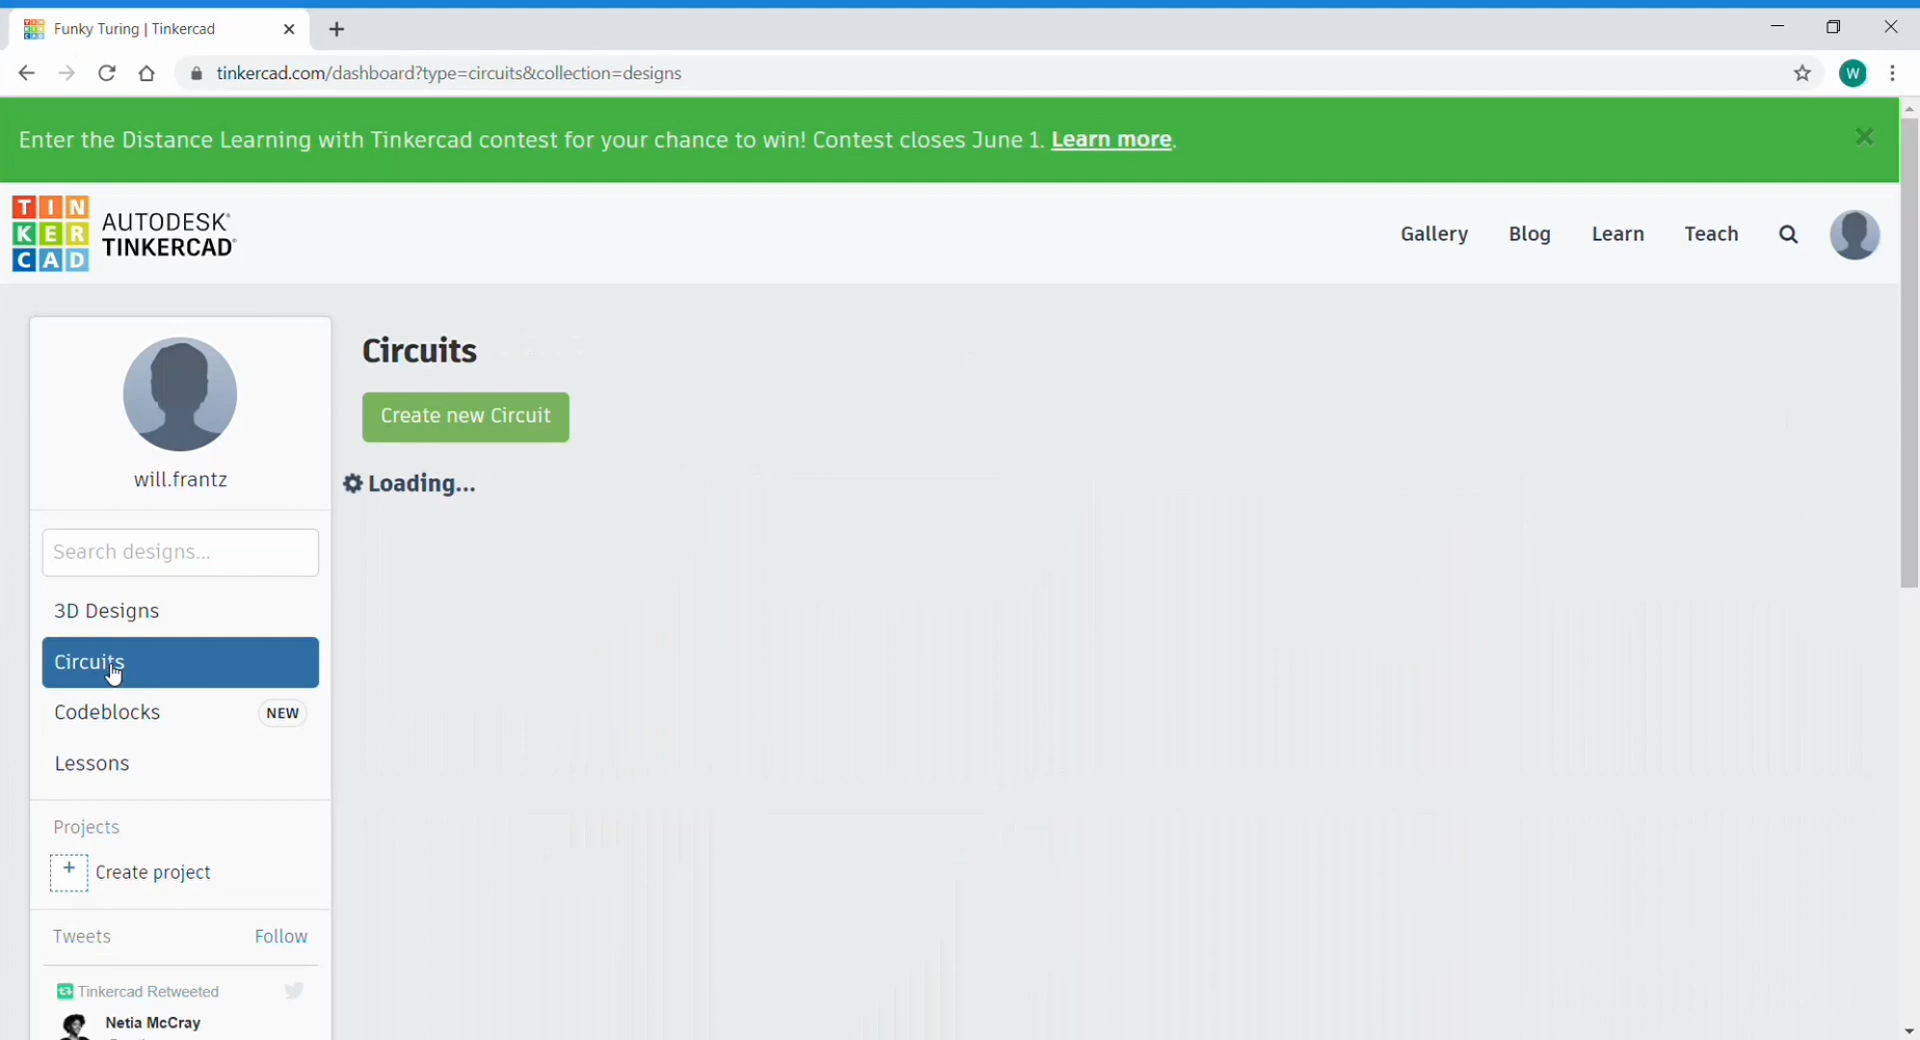 Funky Turing | Tinkercad
tinkercad.com/dashboard?type=circuits&collection=designs
W
Enter the Distance Learning with Tinkercad contest for your chance to win! Contest closes June 1. Learn more.
TIN
KER
CAD
AUTODESK®
TINKERCAD®
Gallery
Blog
Learn
Teach
will.frantz
Search designs...
3D Designs
Circuits
Codeblocks
NEW
Lessons
Projects
+ Create project
Tweets
Follow
Tinkercad Retweeted
Netia McCray
Circuits
Create new Circuit
Loading...